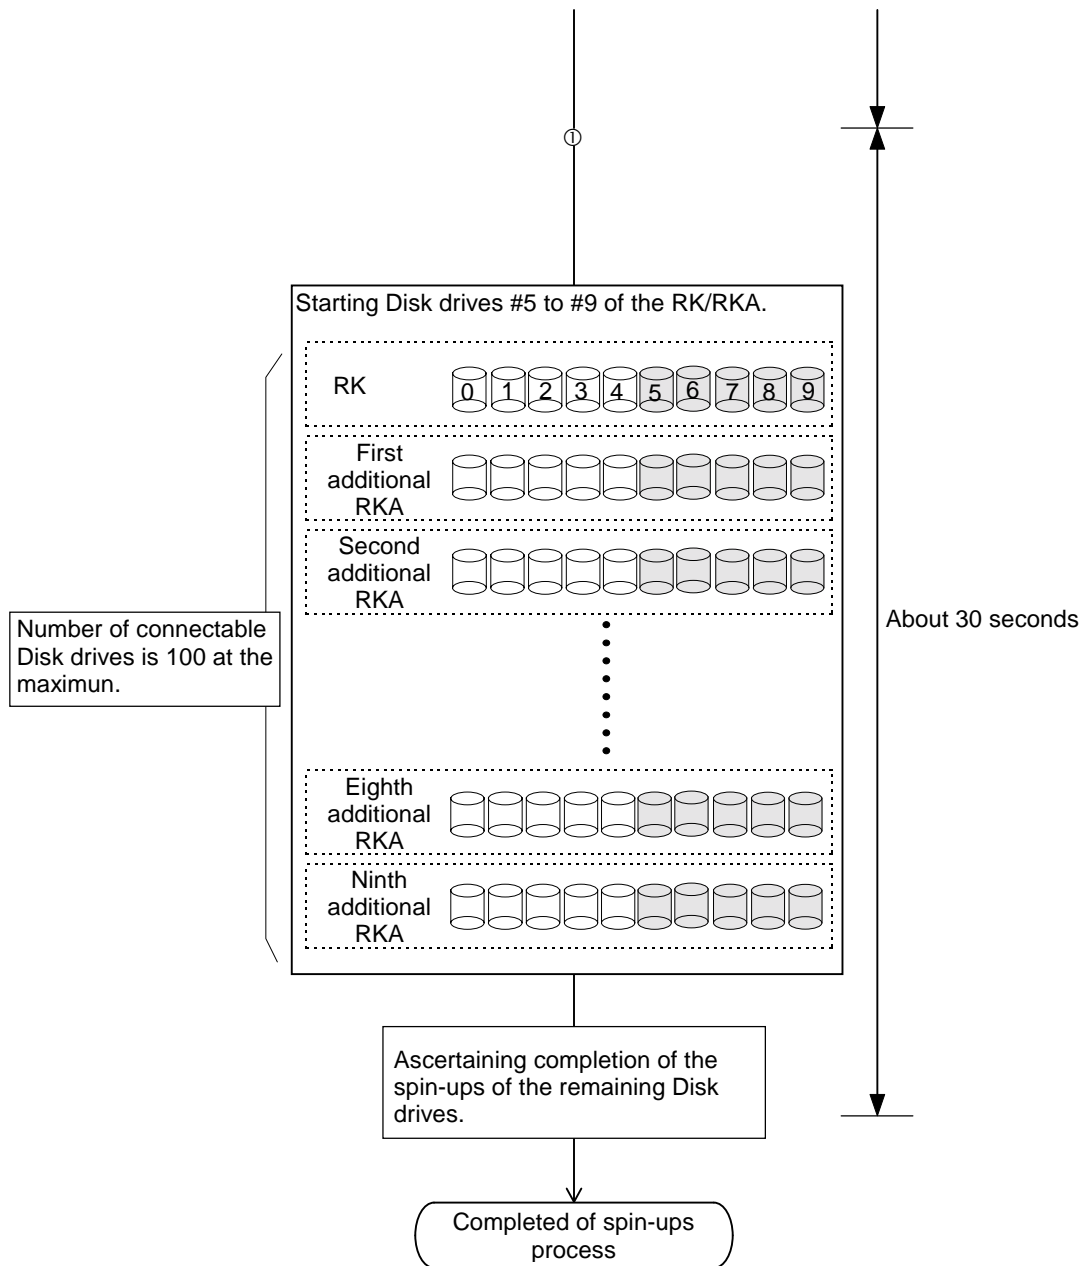 ①
Starting Disk drives #5 to #9 of the RK/RKA.
RK
0 1 2 3 4 5 6 7 8 9
First
additional
RKA
Second
additional
RKA
Number of connectable
Disk drives is 100 at the
maximun.
About 30 seconds
Eighth
additional
RKA
Ninth
additional
RKA
Ascertaining completion of the
spin-ups of the remaining Disk
drives.
Completed of spin-ups
process